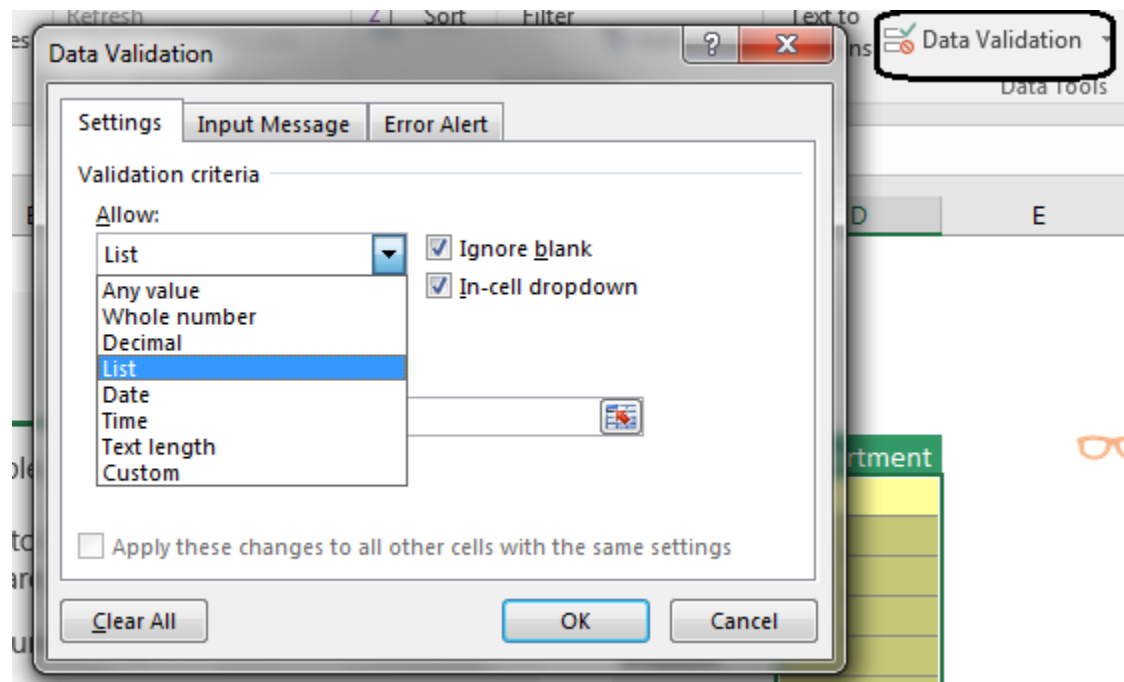 Refresh
Sort
Filter
Text to
Data Validation
Data Tools
Data Validation
?
Settings
Input Message
Error Alert
Validation criteria
Allow:
List
Ignore blank
In-cell dropdown
Any value
Whole number
Decimal
List
Date
Time
Text length
Custom
Apply these changes to all other cells with the same settings
Clear All
OK
Cancel
D
E
rtment